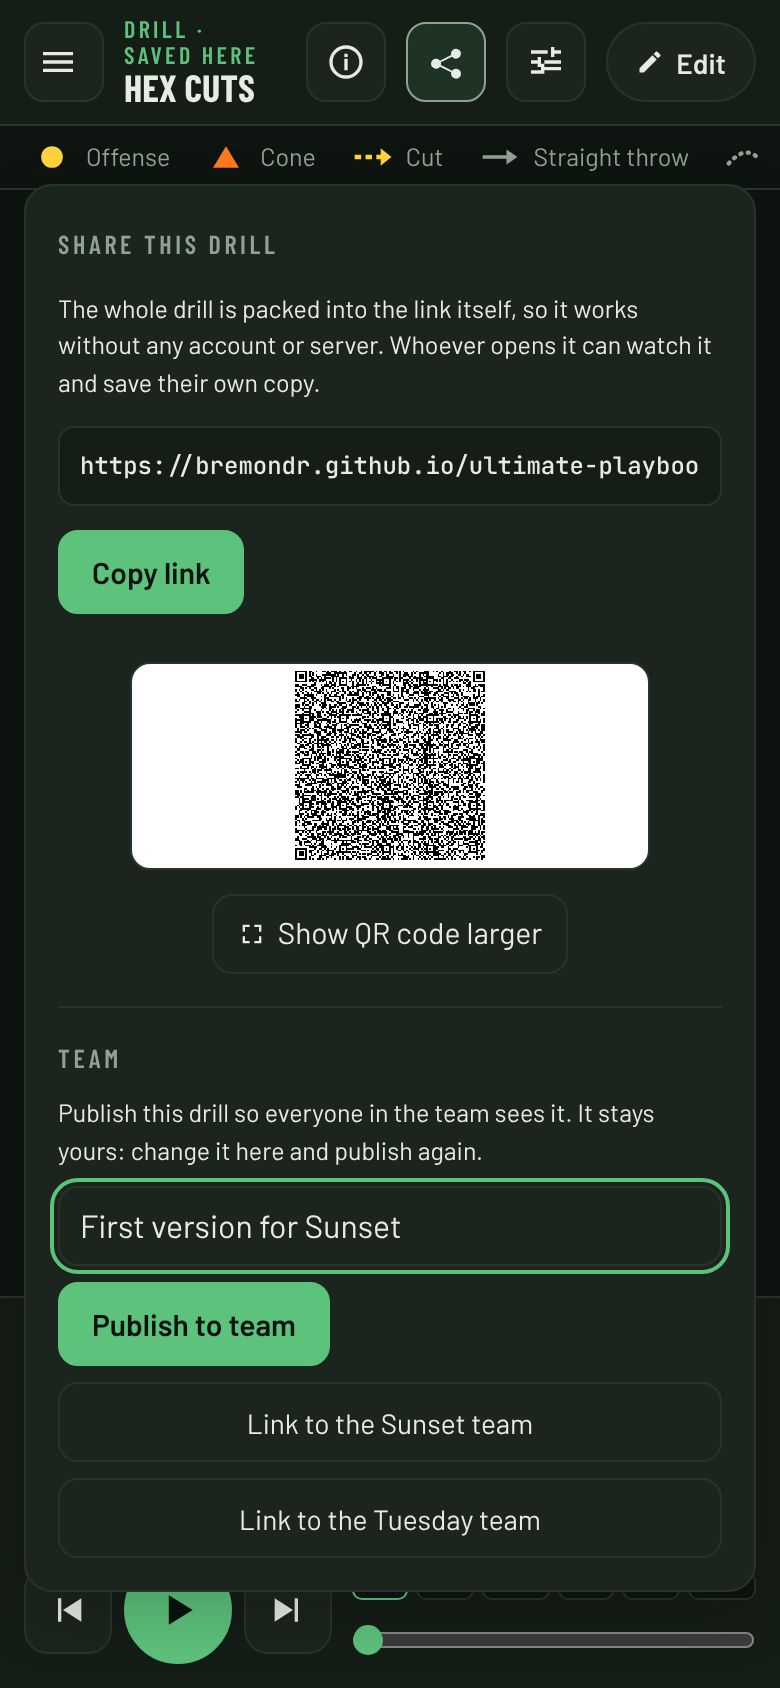 DRILL ·
SAVED HERE
HEX CUTS
Edit
Offense
Cone
Cut
Straight throw
SHARE THIS DRILL
The whole drill is packed into the link itself, so it works
without any account or server. Whoever opens it can watch it
and save their own copy.
https://bremondr.github.io/ultimate-playboo
Copy link
Show QR code larger
TEAM
Publish this drill so everyone in the team sees it. It stays
yours: change it here and publish again.
First version for Sunset
Publish to team
Link to the Sunset team
Link to the Tuesday team